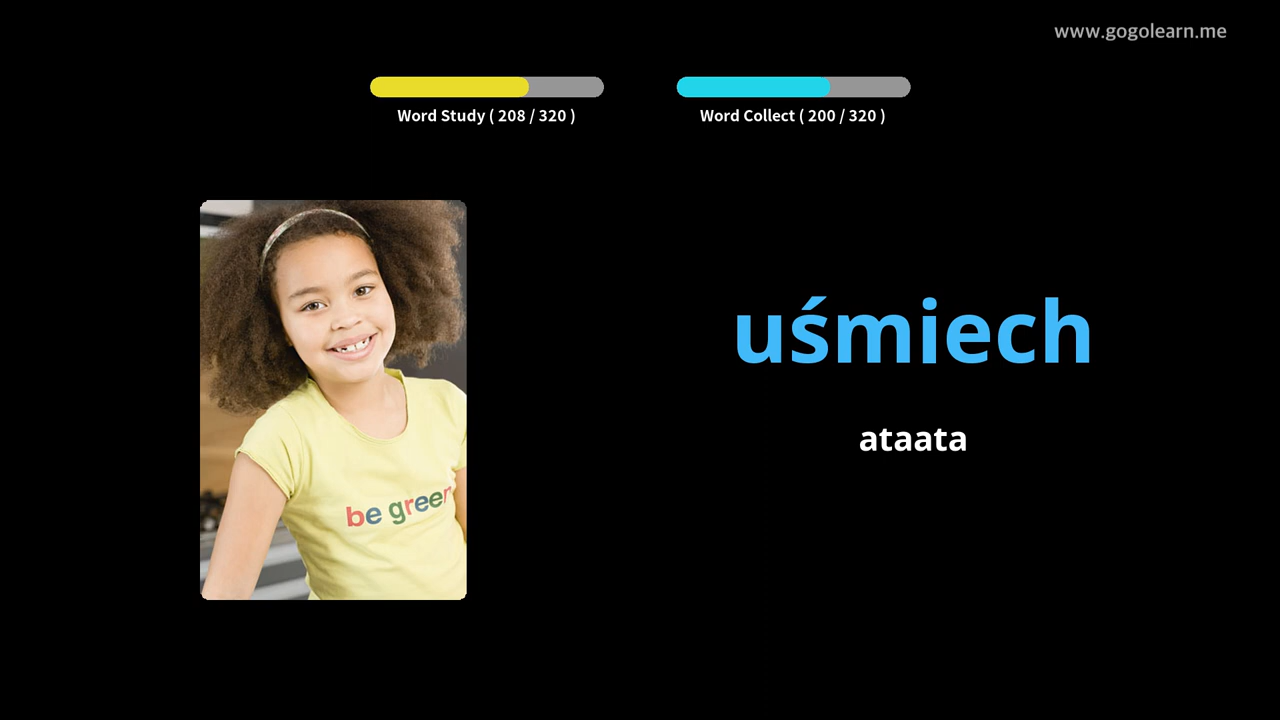 www.gogolearn.me
Word Study ( 208 / 320 )
Word Collect ( 200 / 320 )
uśmiech
ataata
be green